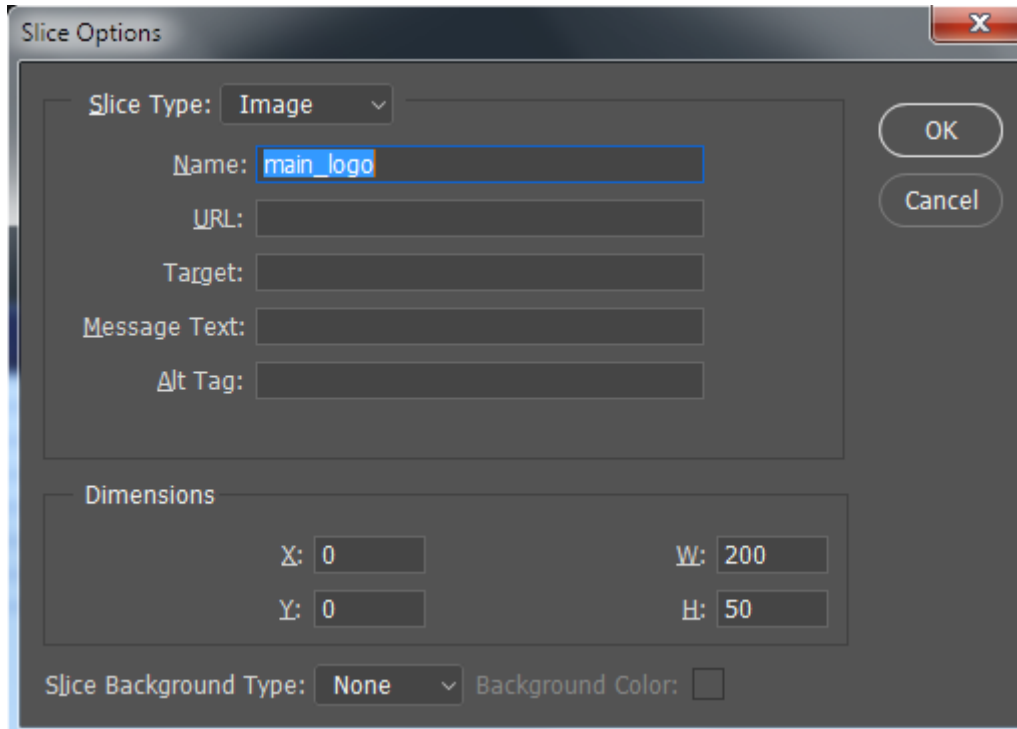 Slice Options
Slice Type: Image
OK
Name: main_logo
URL:
Cancel
Target:
Message Text:
Alt Tag:
Dimensions
X: 0 W: 200
Y: 0 H: 50
Slice Background Type: None Background Color: